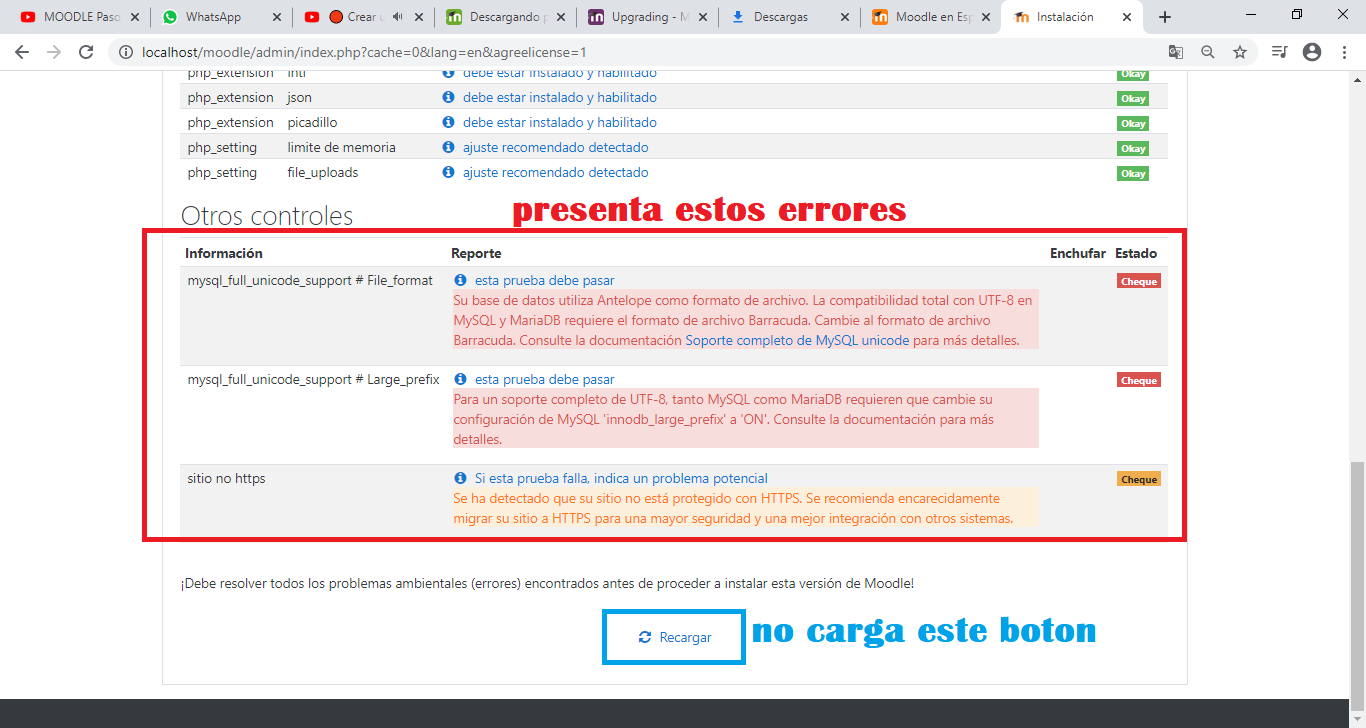 MOODLE Paso
WhatsApp
Crear u
Descargando p
Upgrading - M
Descargas
Moodle en Esp
Instalación
localhost/moodle/admin/index.php?cache=0&lang=en&agreelicense=1
php_extension intl debe estar instalado y habilitado Okay
php_extension json debe estar instalado y habilitado Okay
php_extension picadillo debe estar instalado y habilitado Okay
php_setting limite de memoria ajuste recomendado detectado Okay
php_setting file_uploads ajuste recomendado detectado Okay
presenta estos errores
Otros controles
Información Reporte Enchufar Estado
mysql_full_unicode_support # File_format esta prueba debe pasar Cheque
Su base de datos utiliza Antelope como formato de archivo. La compatibilidad total con UTF-8 en
MySQL y MariaDB requiere el formato de archivo Barracuda. Cambie al formato de archivo
Barracuda. Consulte la documentación Soporte completo de MySQL unicode para más detalles.
mysql_full_unicode_support # Large_prefix esta prueba debe pasar Cheque
Para un soporte completo de UTF-8, tanto MySQL como MariaDB requieren que cambie su
configuración de MySQL 'innodb_large_prefix' a 'ON'. Consulte la documentación para más
detalles.
sitio no https Si esta prueba falla, indica un problema potencial Cheque
Se ha detectado que su sitio no está protegido con HTTPS. Se recomienda encarecidamente
migrar su sitio a HTTPS para una mayor seguridad y una mejor integración con otros sistemas.
¡Debe resolver todos los problemas ambientales (errores) encontrados antes de proceder a instalar esta versión de Moodle!
Recargar
no carga este boton